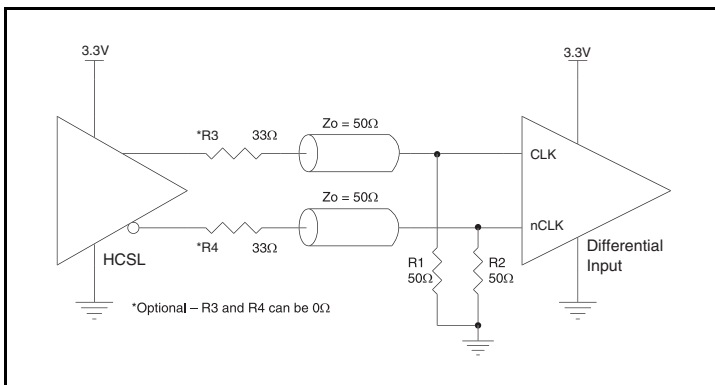 3.3V
3.3V
*R3 33Ω
Zo = 50Ω
CLK
Zo = 50Ω
nCLK
HCSL
*R4 33Ω
R1
50Ω
R2
50Ω
Differential
Input
*Optional – R3 and R4 can be 0Ω